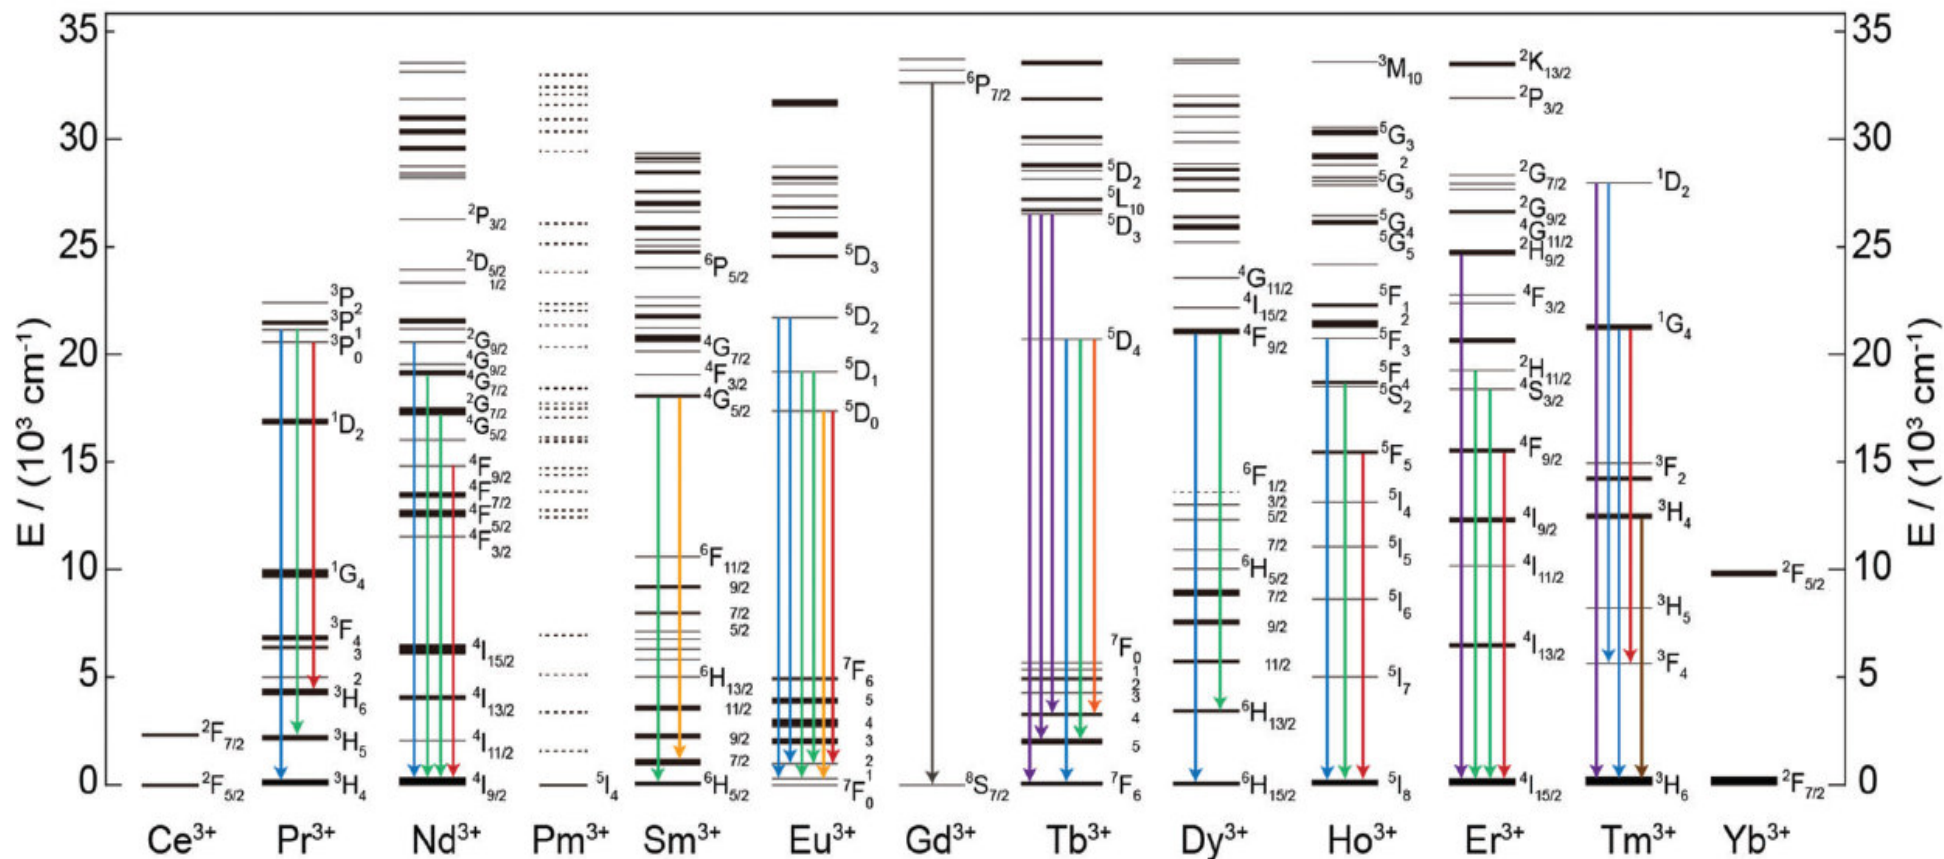 E / (10³ cm⁻¹)
35
30
25
20
15
10
5
0
²F₇/₂
²F₅/₂
Ce³⁺
³P₂
³P₁
³P₀
¹D₂
¹G₄
³F₄
3
2
³H₆
³H₅
³H₄
Pr³⁺
²P₃/₂
²D₅/₂
1/2
²G₉/₂
⁴G₉/₂
⁴G₇/₂
²G₇/₂
⁴G₅/₂
⁴F₉/₂
⁴F₇/₂
⁴F₅/₂
⁴F₃/₂
⁴I₁₅/₂
⁴I₁₃/₂
⁴I₁₁/₂
⁴I₉/₂
Nd³⁺
⁵I₄
Pm³⁺
⁶P₅/₂
⁴G₇/₂
⁴F₃/₂
⁴G₅/₂
⁶F₁₁/₂
9/2
7/2
5/2
⁶H₁₃/₂
11/2
9/2
7/2
⁶H₅/₂
Sm³⁺
⁵D₃
⁵D₂
⁵D₁
⁵D₀
⁷F₆
5
4
3
2
1
⁷F₀
Eu³⁺
⁶P₇/₂
⁸S₇/₂
Gd³⁺
⁵D₂
⁵L₁₀
⁵D₃
⁵D₄
⁷F₀
1
2
3
4
5
⁷F₆
Tb³⁺
⁴G₁₁/₂
⁴I₁₅/₂
⁴F₉/₂
⁶F₁/₂
3/2
5/2
7/2
⁶H₅/₂
7/2
9/2
11/2
⁶H₁₃/₂
⁶H₁₅/₂
Dy³⁺
³M₁₀
⁵G₃
2
⁵G₅
⁵G₄
⁵G₅
⁵F₁
2
⁵F₃
⁵F₄
⁵S₂
⁵F₅
⁵I₄
⁵I₅
⁵I₆
⁵I₇
⁵I₈
Ho³⁺
²K₁₃/₂
²P₃/₂
²G₇/₂
²G₉/₂
⁴G₁₁/₂
²H₉/₂
⁴F₃/₂
²H₁₁/₂
⁴S₃/₂
⁴F₉/₂
⁴I₉/₂
⁴I₁₁/₂
⁴I₁₃/₂
⁴I₁₅/₂
Er³⁺
¹D₂
¹G₄
³F₂
³H₄
³H₅
³F₄
³H₆
Tm³⁺
²F₅/₂
²F₇/₂
Yb³⁺
35
30
25
20
15
10
5
0
E / (10³ cm⁻¹)